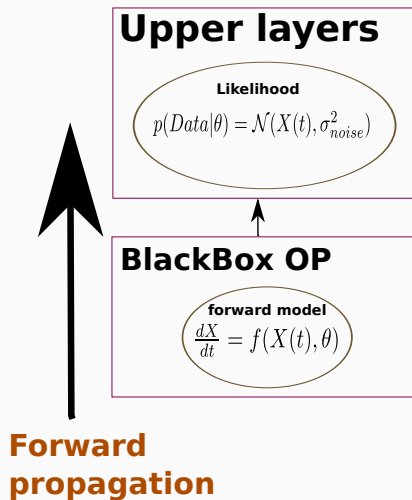 Upper layers
Likelihood
p(Data|θ) = 𝒩(X(t), σ²_noise)
BlackBox OP
forward model
dX/dt = f(X(t), θ)
Forward
propagation